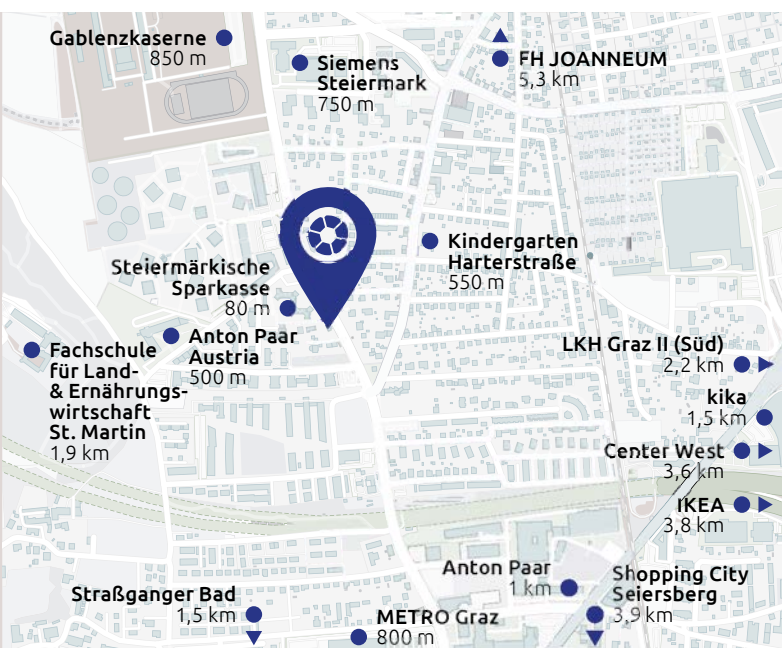 Gablenzkaserne
850 m
Siemens
Steiermark
750 m
FH JOANNEUM
5,3 km
Kindergarten
Harterstraße
550 m
Steiermärkische
Sparkasse
80 m
Anton Paar
Austria
500 m
Fachschule
für Land-
& Ernährungs-
wirtschaft
St. Martin
1,9 km
LKH Graz II (Süd)
2,2 km
kika
1,5 km
Center West
3,6 km
IKEA
3,8 km
Anton Paar
1 km
Shopping City
Seiersberg
3,9 km
Straßganger Bad
1,5 km
METRO Graz
800 m